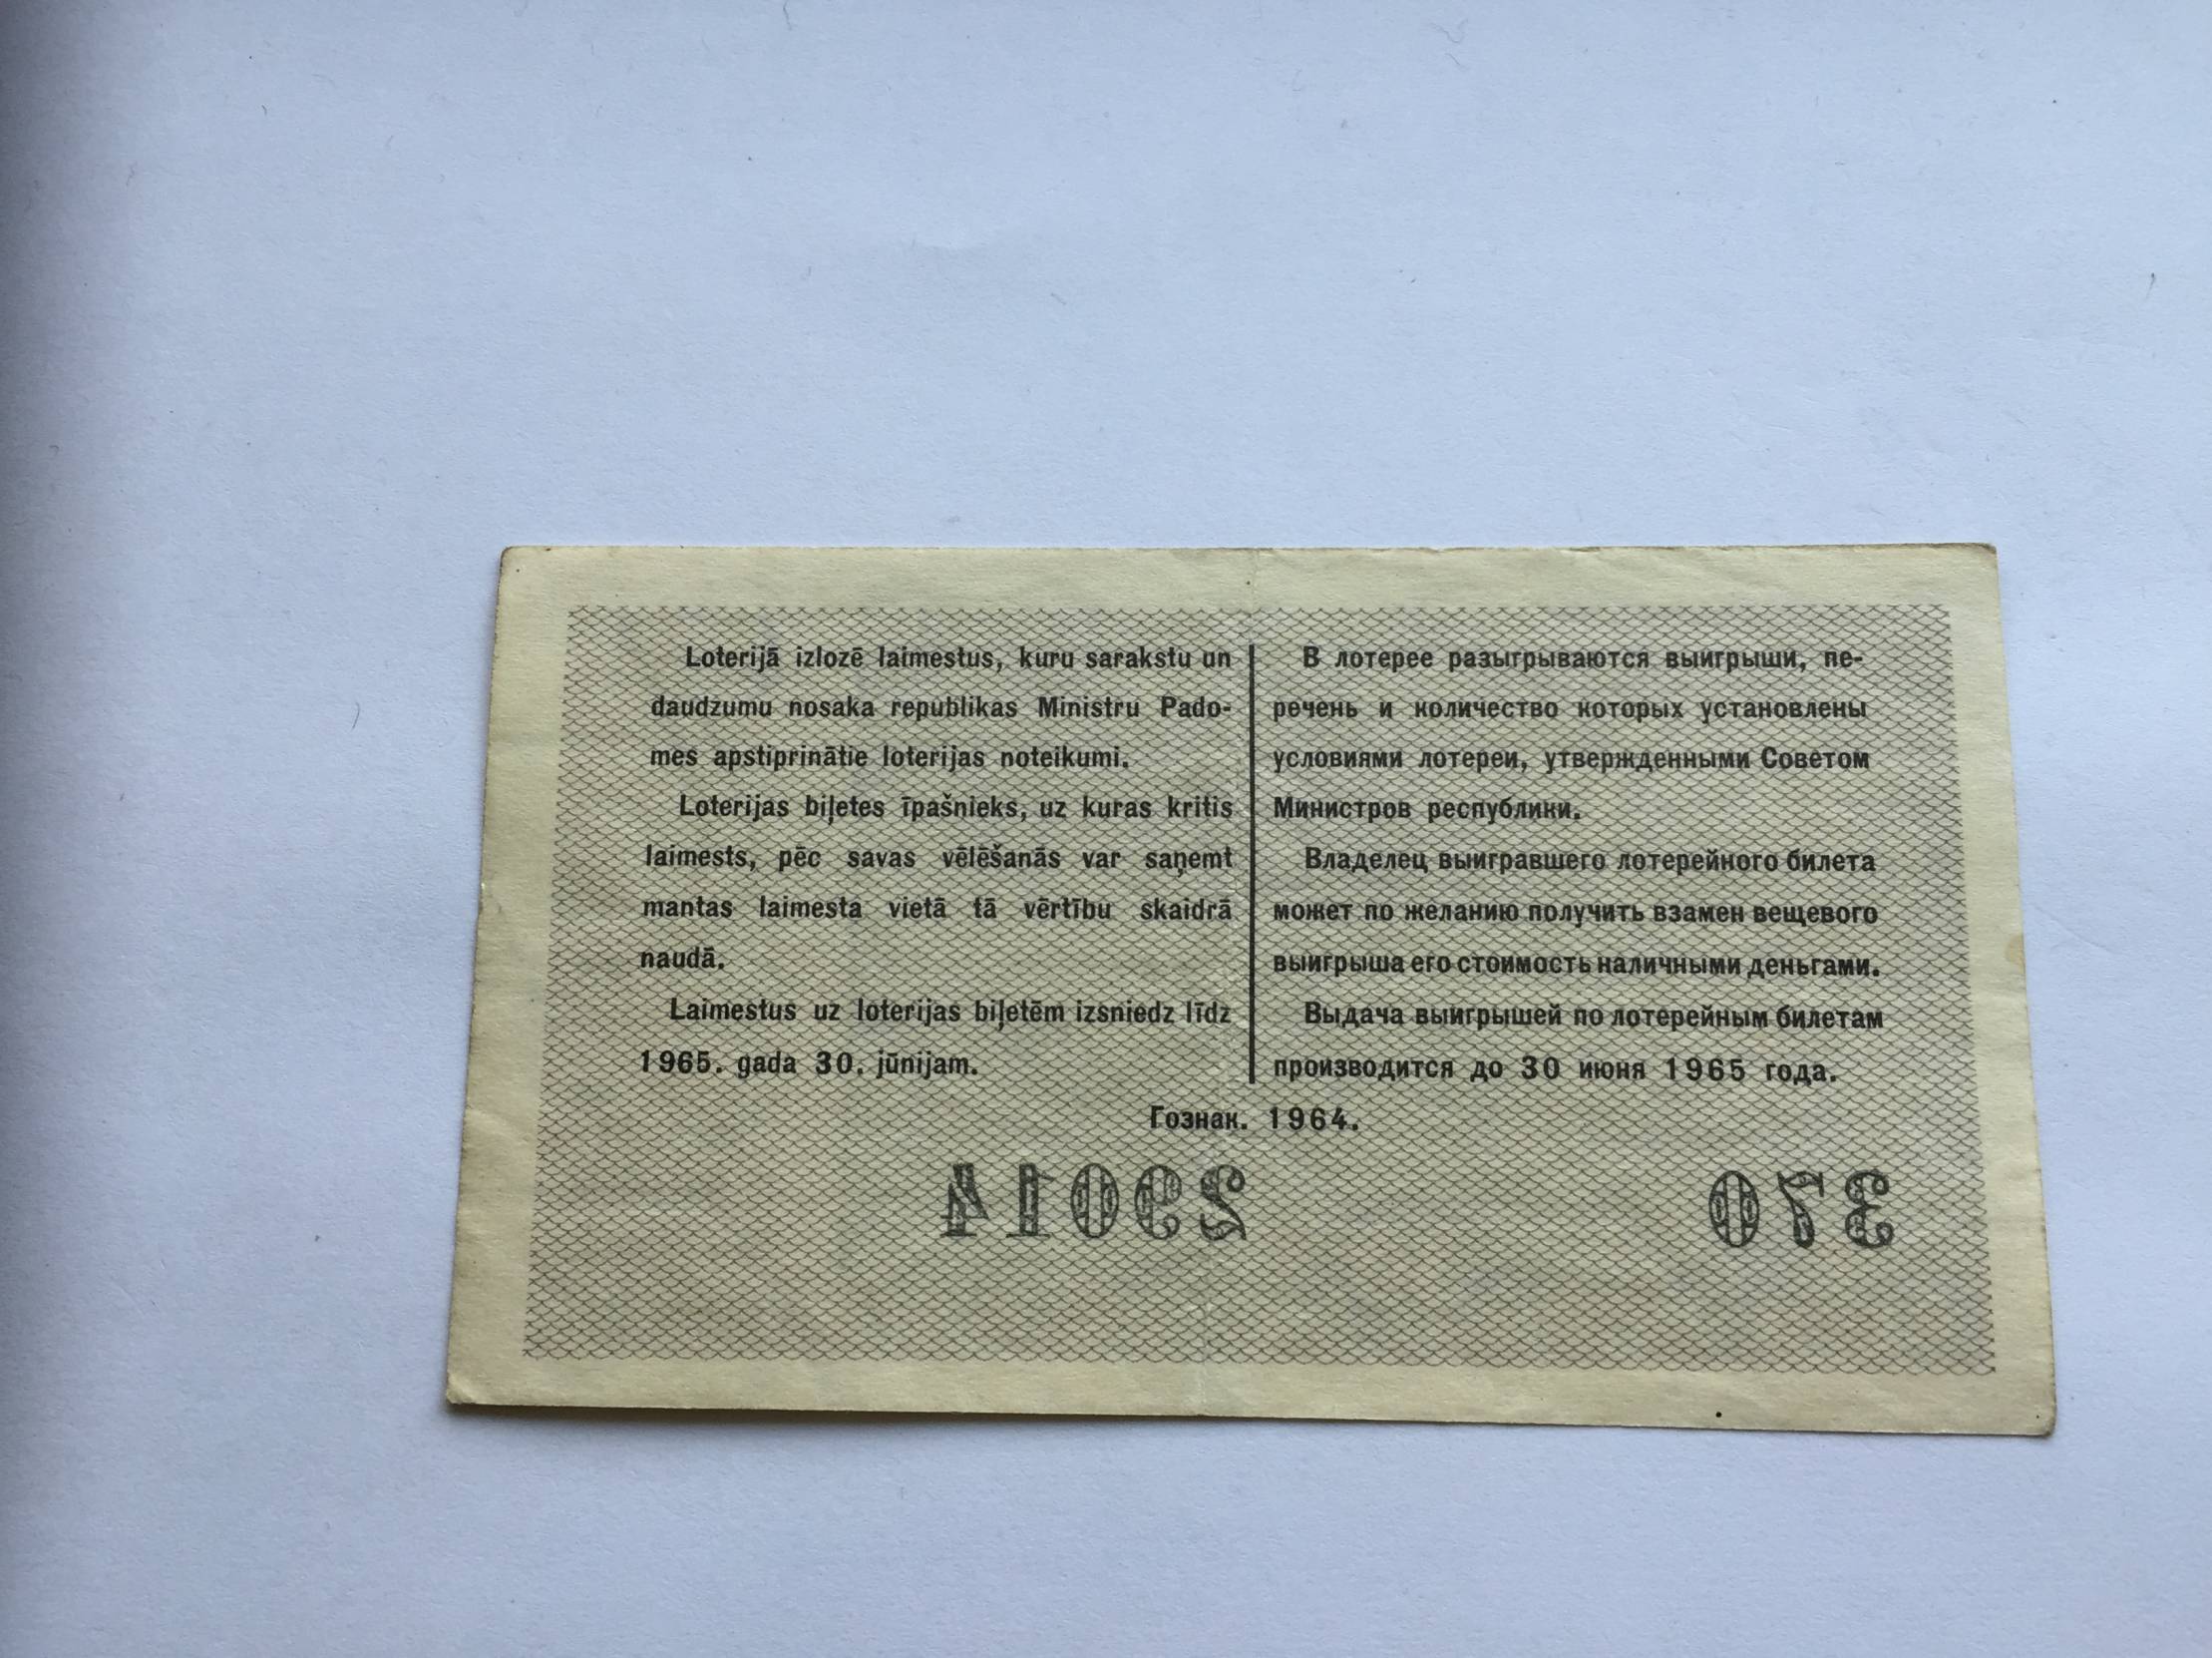 Loterijā izlozē laimestus, kuru sarakstu un
daudzumu nosaka republikas Ministru Pado-
mes apstiprinātie loterijas noteikumi.
Loterijas biļetes īpašnieks, uz kuras kritis
laimests, pēc savas vēlēšanās var saņemt
mantas laimesta vietā tā vērtību skaidrā
naudā.
Laimestus uz loterijas biļetēm izsniedz līdz
1965. gada 30. jūnijam.
В лотерее разыгрываются выигрыши, пе-
речень и количество которых установлены
условиями лотереи, утвержденными Советом
Министров республики.
Владелец выигравшего лотерейного билета
может по желанию получить взамен вещевого
выигрыша его стоимость наличными деньгами.
Выдача выигрышей по лотерейным билетам
производится до 30 июня 1965 года.
Гознак. 1964.
29014
370